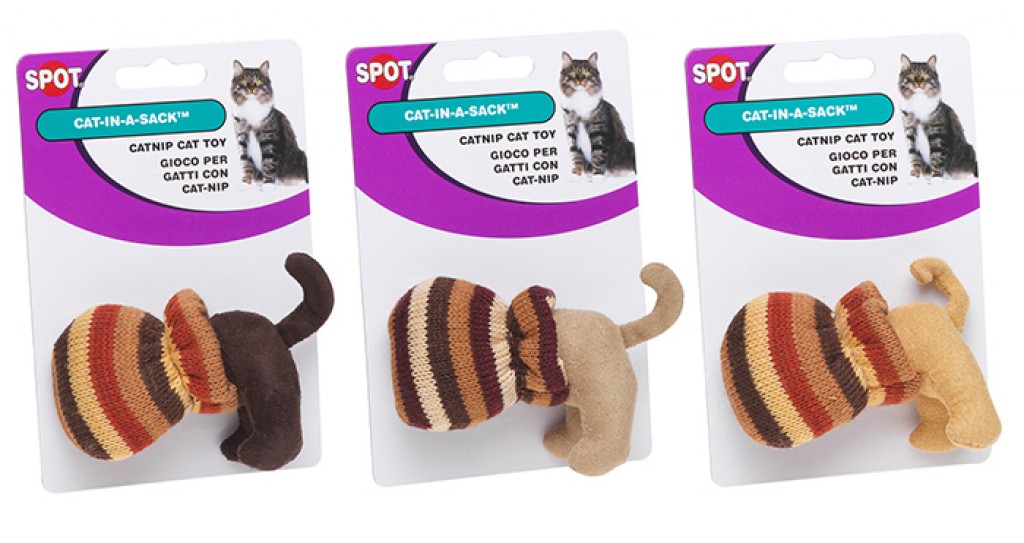 SPOT
CAT-IN-A-SACK™
CATNIP CAT TOY
GIOCO PER
GATTI CON
CAT-NIP
SPOT
CAT-IN-A-SACK™
CATNIP CAT TOY
GIOCO PER
GATTI CON
CAT-NIP
SPOT
CAT-IN-A-SACK™
CATNIP CAT TOY
GIOCO PER
GATTI CON
CAT-NIP